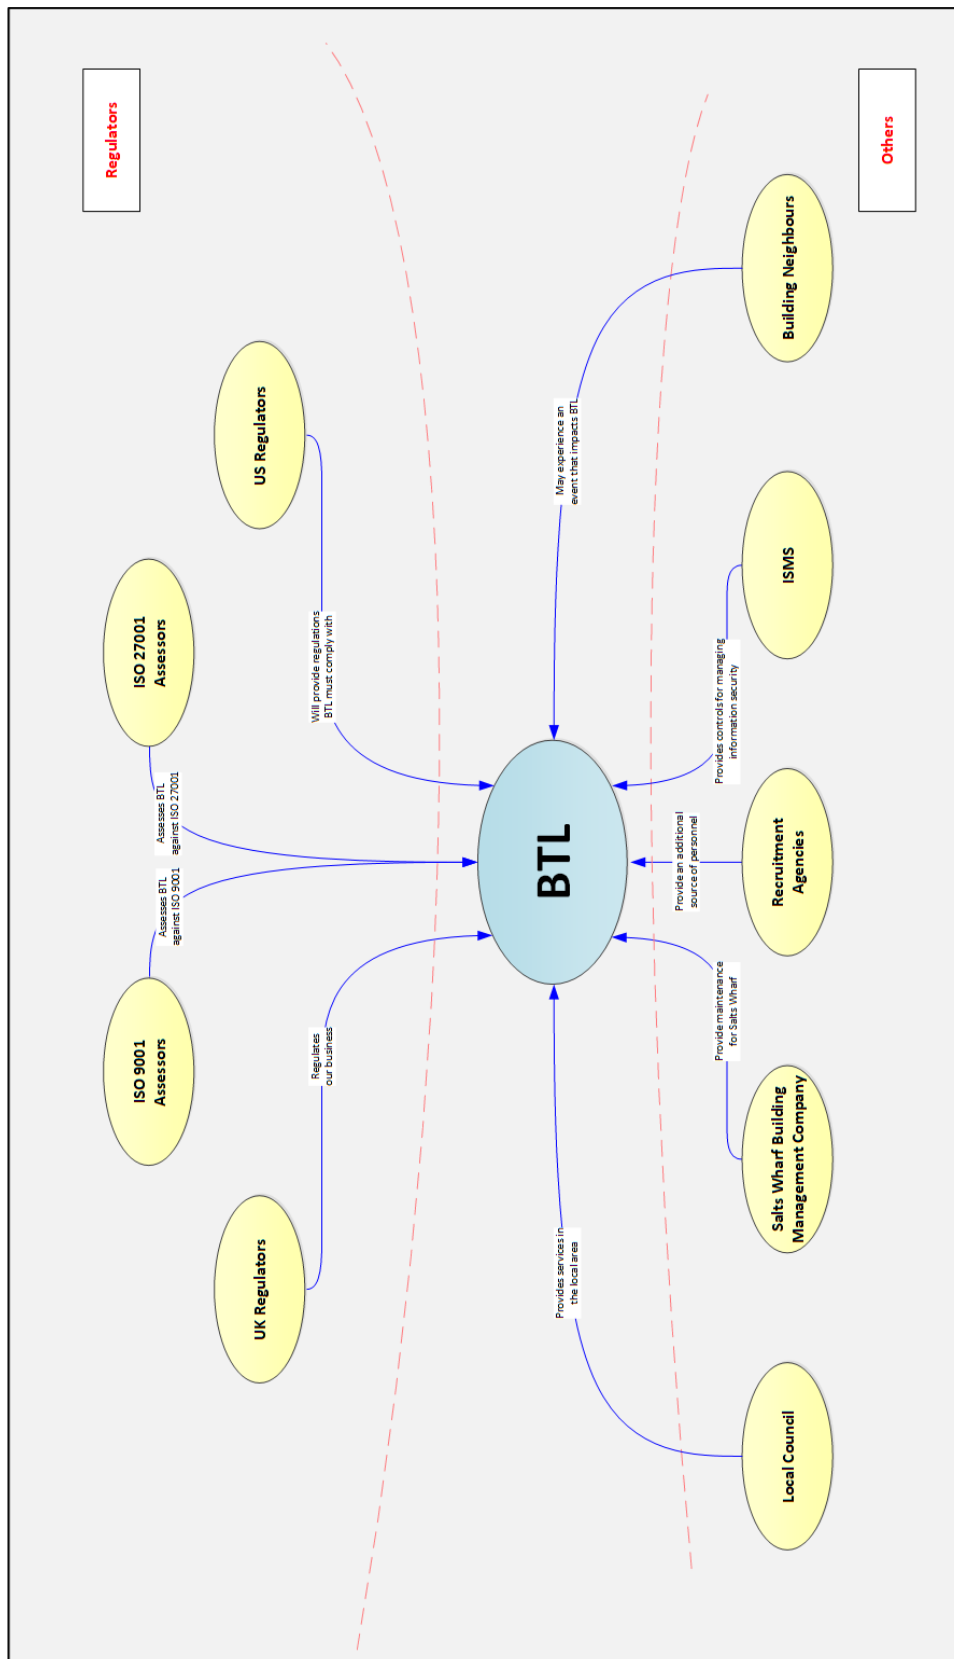 Regulators
ISO 9001
Assessors
ISO 27001
Assessors
Assesses BTL
against ISO 9001
Assesses BTL
against ISO 27001
UK Regulators
US Regulators
Regulates
our business
Will provide regulations
BTL must comply with
BTL
Provides services in
the local area
May experience an
event that impacts BTL
Provide maintenance
for Salts Wharf
Provide an additional
source of personnel
Provides controls for managing
information security
Local Council
Salts Wharf Building
Management Company
Recruitment
Agencies
ISMS
Building Neighbours
Others